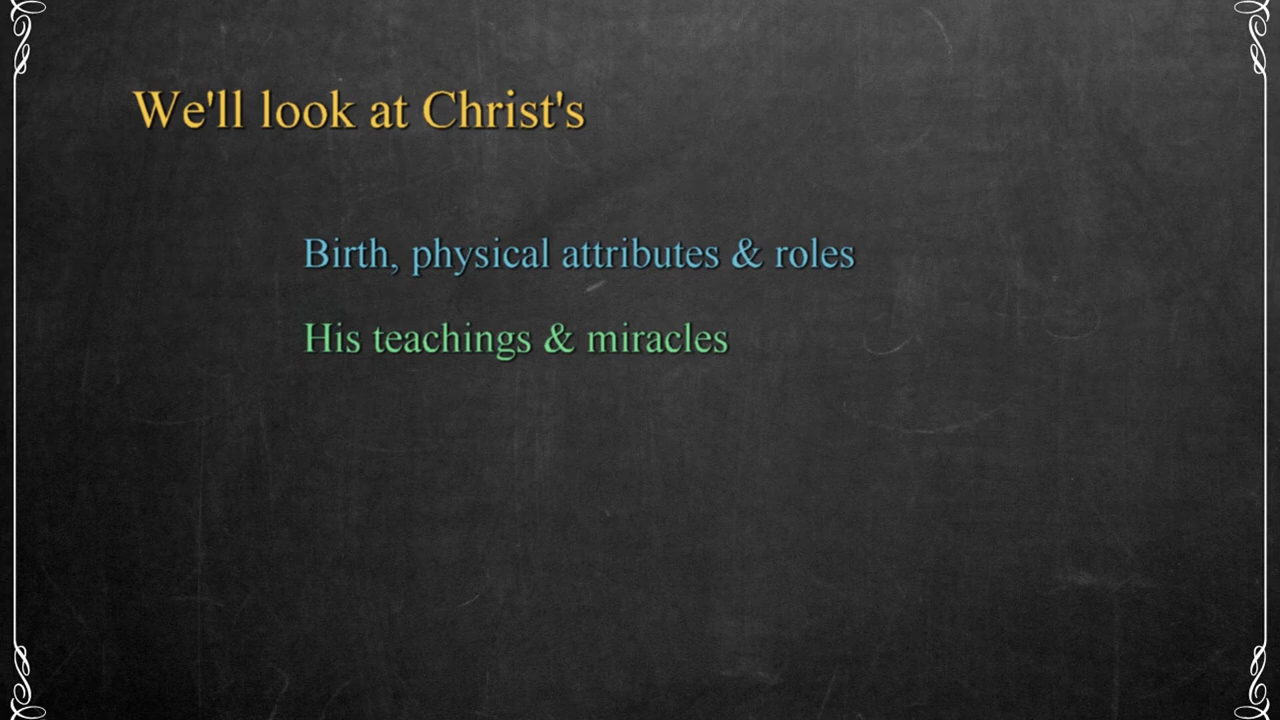 We'll look at Christ's
Birth, physical attributes & roles
His teachings & miracles